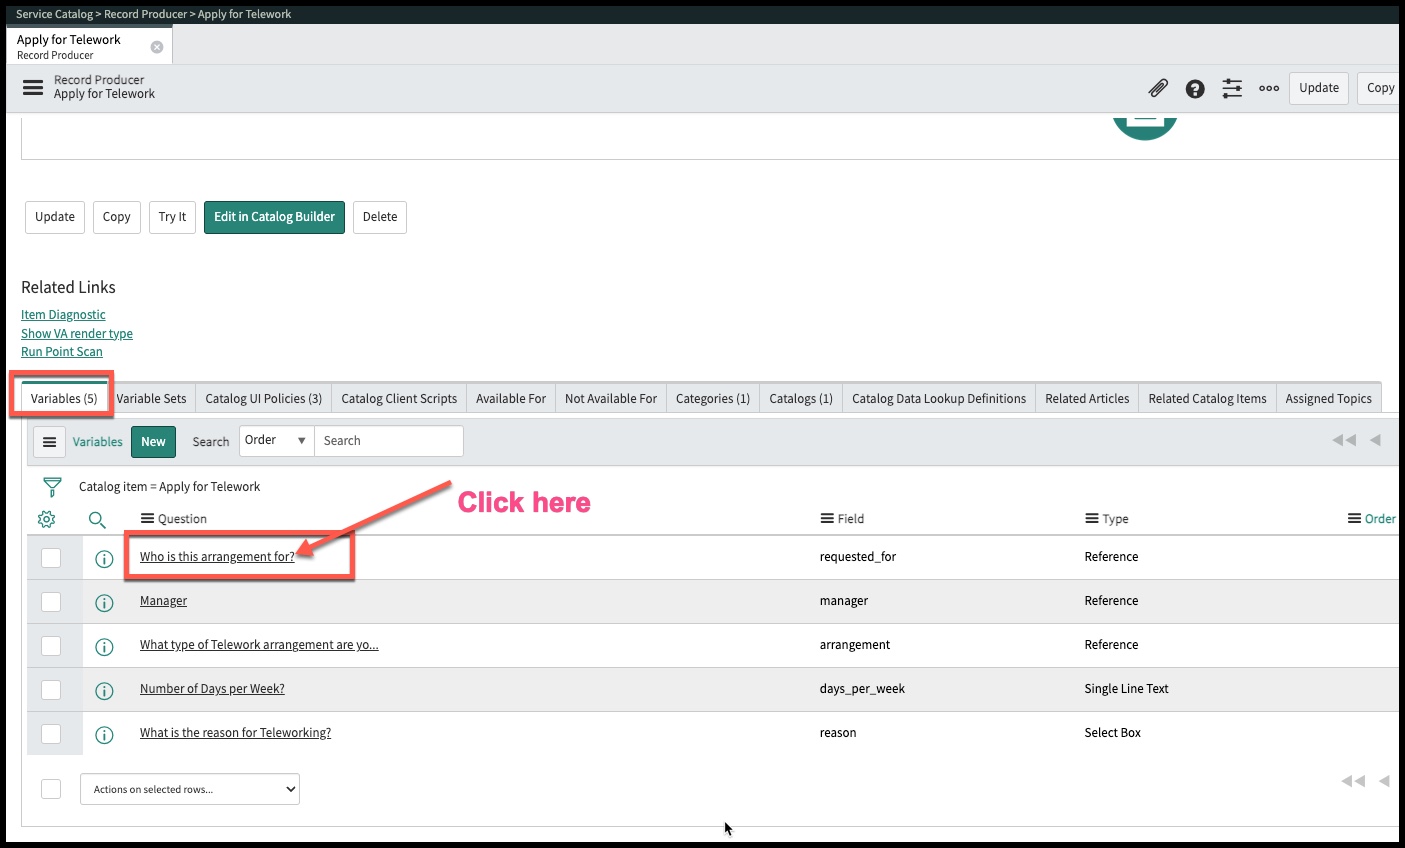 Service Catalog > Record Producer > Apply for Telework
Apply for Telework
Record Producer
Record Producer
Apply for Telework
Update
Copy
Update
Copy
Try It
Edit in Catalog Builder
Delete
Related Links
Item Diagnostic
Show VA render type
Run Point Scan
Variables (5)
Variable Sets
Catalog UI Policies (3)
Catalog Client Scripts
Available For
Not Available For
Categories (1)
Catalogs (1)
Catalog Data Lookup Definitions
Related Articles
Related Catalog Items
Assigned Topics
Variables
New
Search
Order
Search
Catalog item = Apply for Telework
Click here
Question
Field
Type
Order
Who is this arrangement for?
requested_for
Reference
Manager
manager
Reference
What type of Telework arrangement are yo...
arrangement
Reference
Number of Days per Week?
days_per_week
Single Line Text
What is the reason for Teleworking?
reason
Select Box
Actions on selected rows...